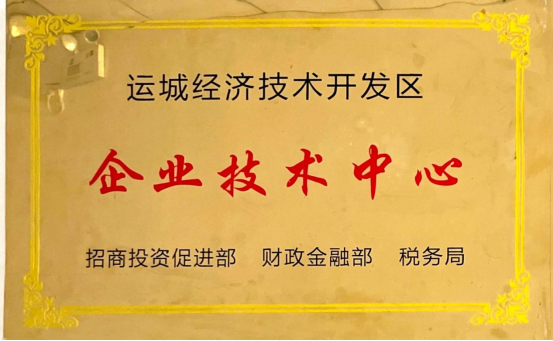 运城经济技术开发区
企业技术中心
招商投资促进部 财政金融部 税务局